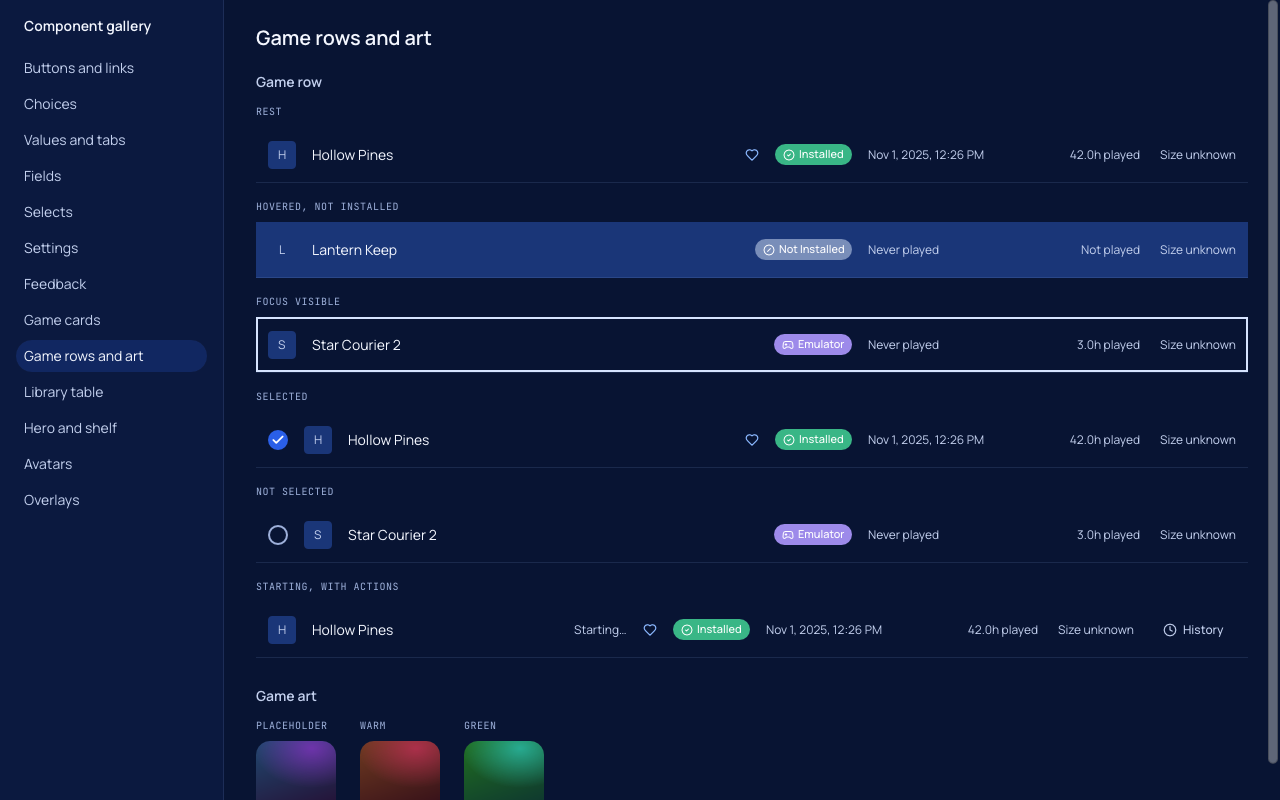 Component gallery
Buttons and links
Choices
Values and tabs
Fields
Selects
Settings
Feedback
Game cards
Game rows and art
Library table
Hero and shelf
Avatars
Overlays
Game rows and art
Game row
REST
H Hollow Pines Installed Nov 1, 2025, 12:26 PM 42.0h played Size unknown
HOVERED, NOT INSTALLED
L Lantern Keep Not Installed Never played Not played Size unknown
FOCUS VISIBLE
S Star Courier 2 Emulator Never played 3.0h played Size unknown
SELECTED
H Hollow Pines Installed Nov 1, 2025, 12:26 PM 42.0h played Size unknown
NOT SELECTED
S Star Courier 2 Emulator Never played 3.0h played Size unknown
STARTING, WITH ACTIONS
H Hollow Pines Starting… Installed Nov 1, 2025, 12:26 PM 42.0h played Size unknown History
Game art
PLACEHOLDER WARM GREEN